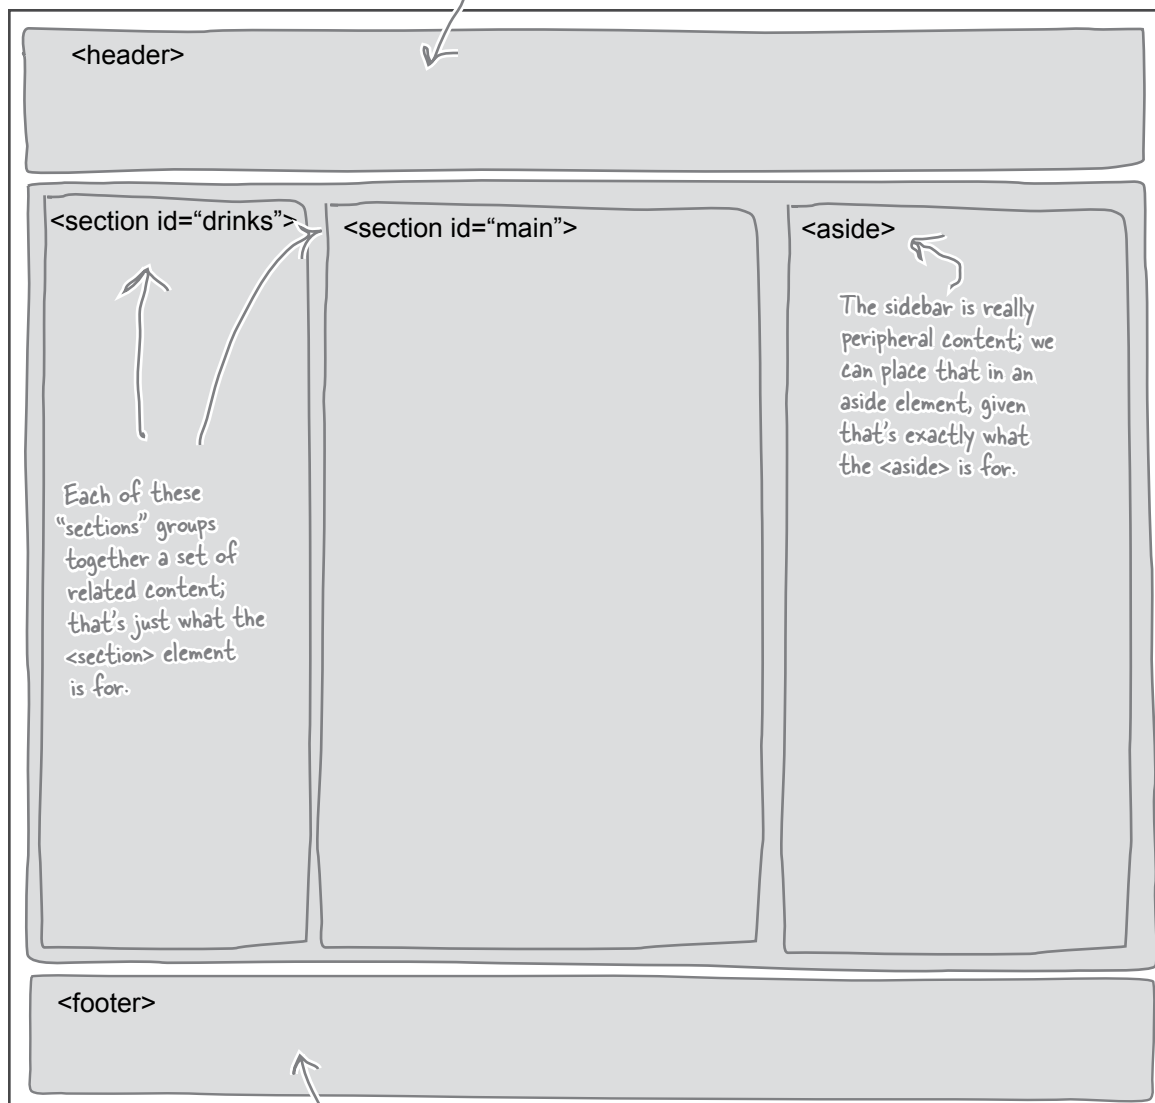 <header>
<section id=“drinks”>
<section id=“main”>
<aside>
The sidebar is really
peripheral content; we
can place that in an
aside element, given
that's exactly what
the <aside> is for.
Each of these
“sections” groups
together a set of
related content;
that's just what the
<section> element
is for.
<footer>